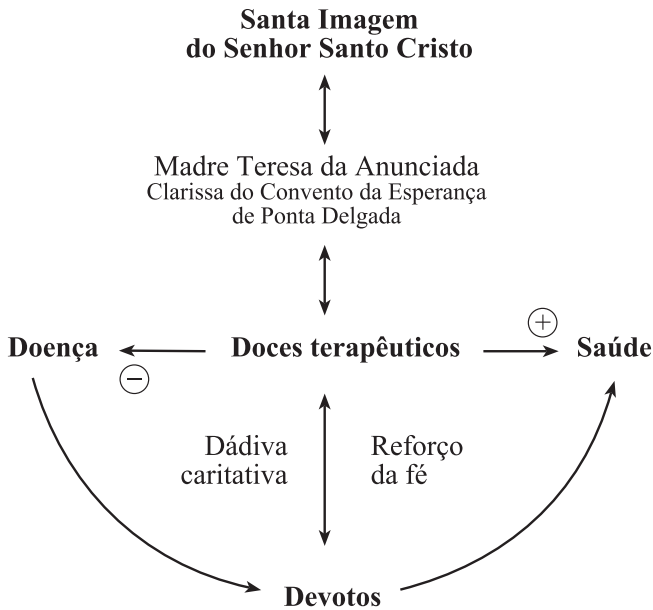 Santa Imagem
do Senhor Santo Cristo
Madre Teresa da Anunciada
Clarissa do Convento da Esperança
de Ponta Delgada
+
Doença
Doces terapêuticos
Saúde
−
Dádiva
caritativa
Reforço
da fé
Devotos